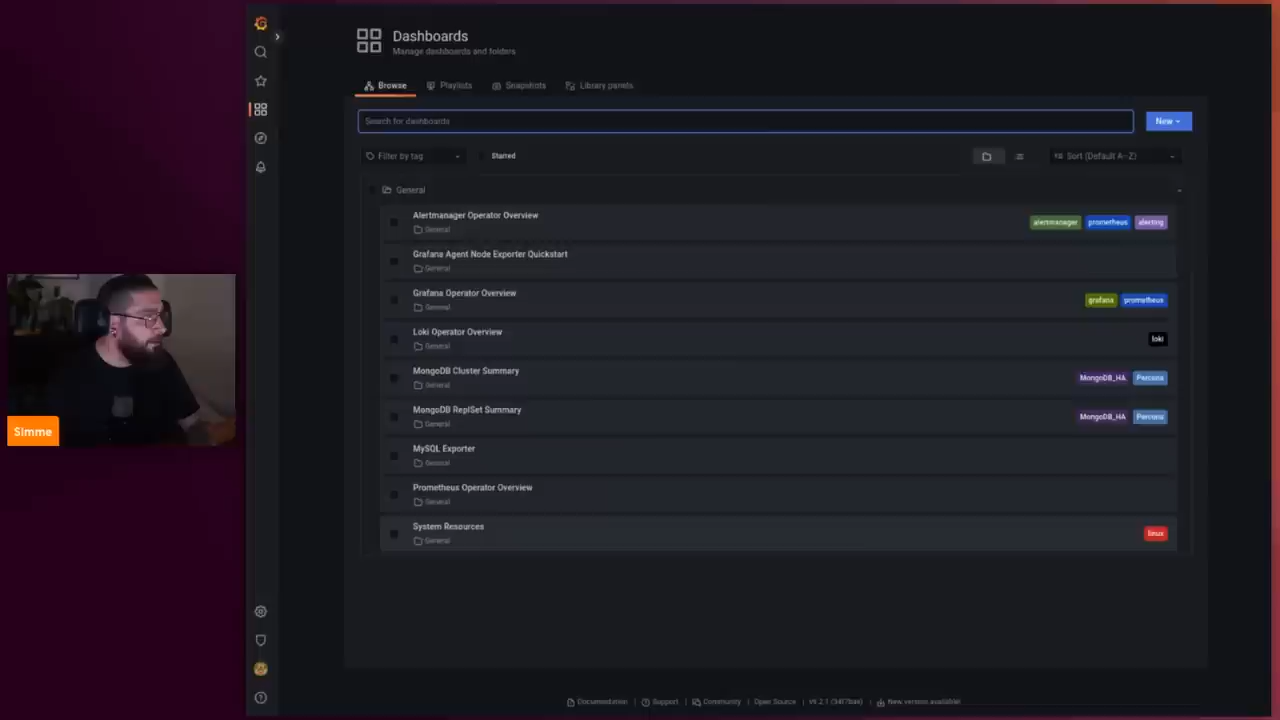 Dashboards
Manage dashboards and folders
Browse
Playlists
Snapshots
Library panels
Search for dashboards
New
Filter by tag
Starred
Sort (Default A–Z)
General
Alertmanager Operator Overview
General
alertmanager
prometheus
alerting
Grafana Agent Node Exporter Quickstart
General
Grafana Operator Overview
General
grafana
prometheus
Loki Operator Overview
General
loki
MongoDB Cluster Summary
General
MongoDB_HA
Percona
MongoDB ReplSet Summary
General
MongoDB_HA
Percona
MySQL Exporter
General
Prometheus Operator Overview
General
System Resources
General
linux
Simme
Documentation | Support | Community | Open Source | | New version available!